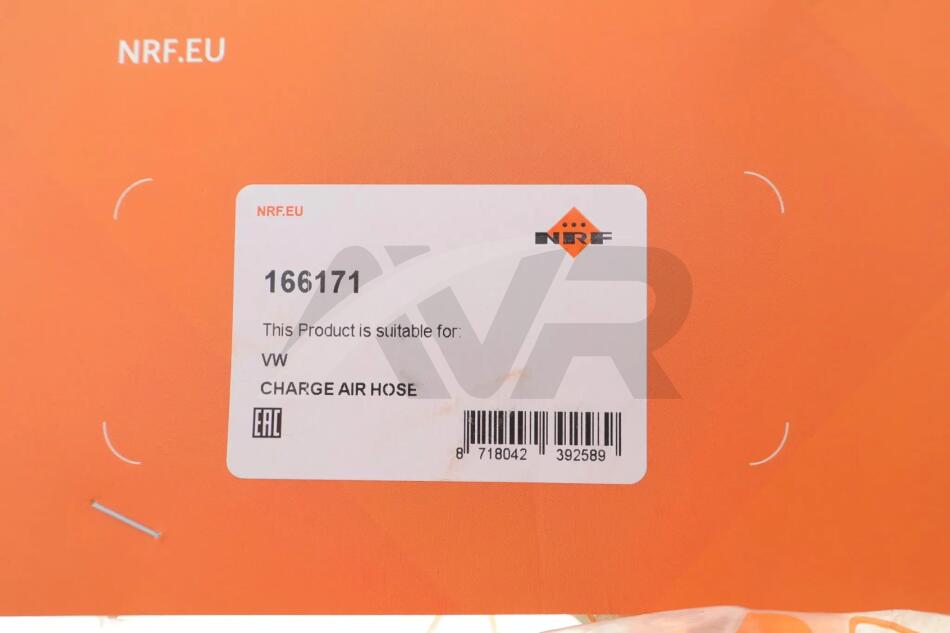 NRF.EU
NRF.EU
NRF
166171
AVR
This Product is suitable for:
VW
CHARGE AIR HOSE
EAC
8 718042 392589